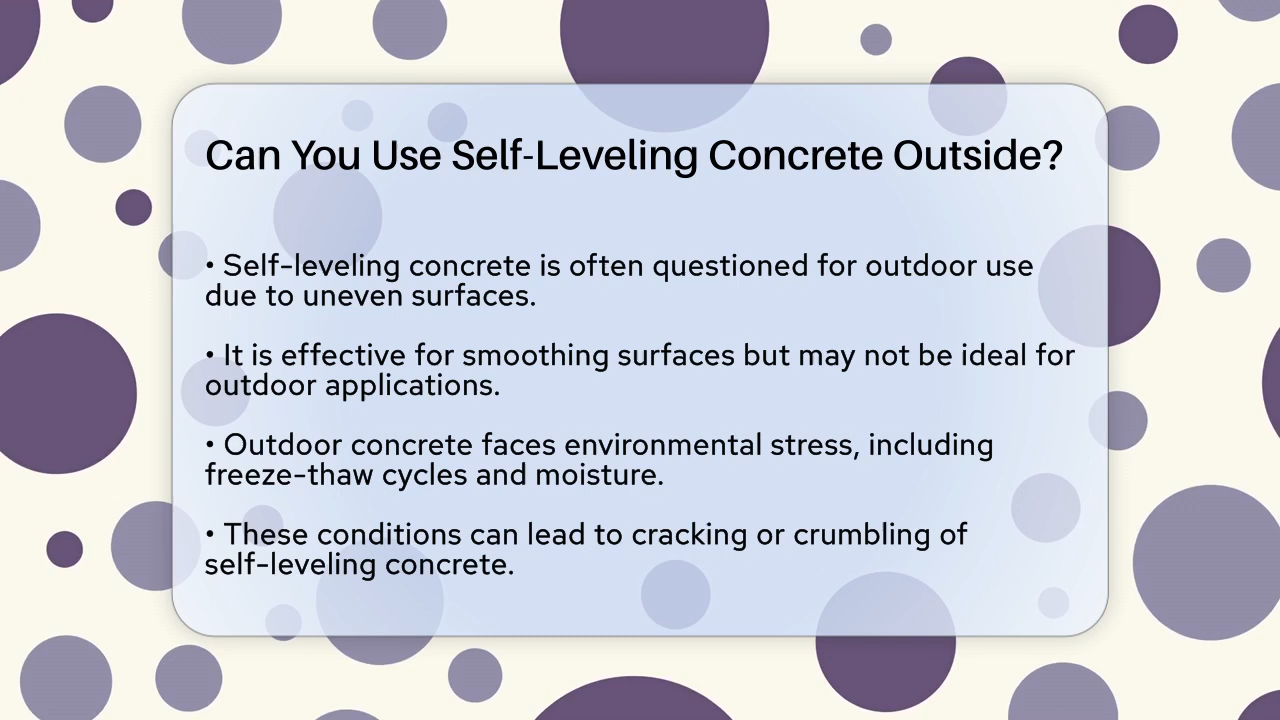 Can You Use Self-Leveling Concrete Outside?
• Self-leveling concrete is often questioned for outdoor use
due to uneven surfaces.
• It is effective for smoothing surfaces but may not be ideal for
outdoor applications.
• Outdoor concrete faces environmental stress, including
freeze-thaw cycles and moisture.
• These conditions can lead to cracking or crumbling of
self-leveling concrete.